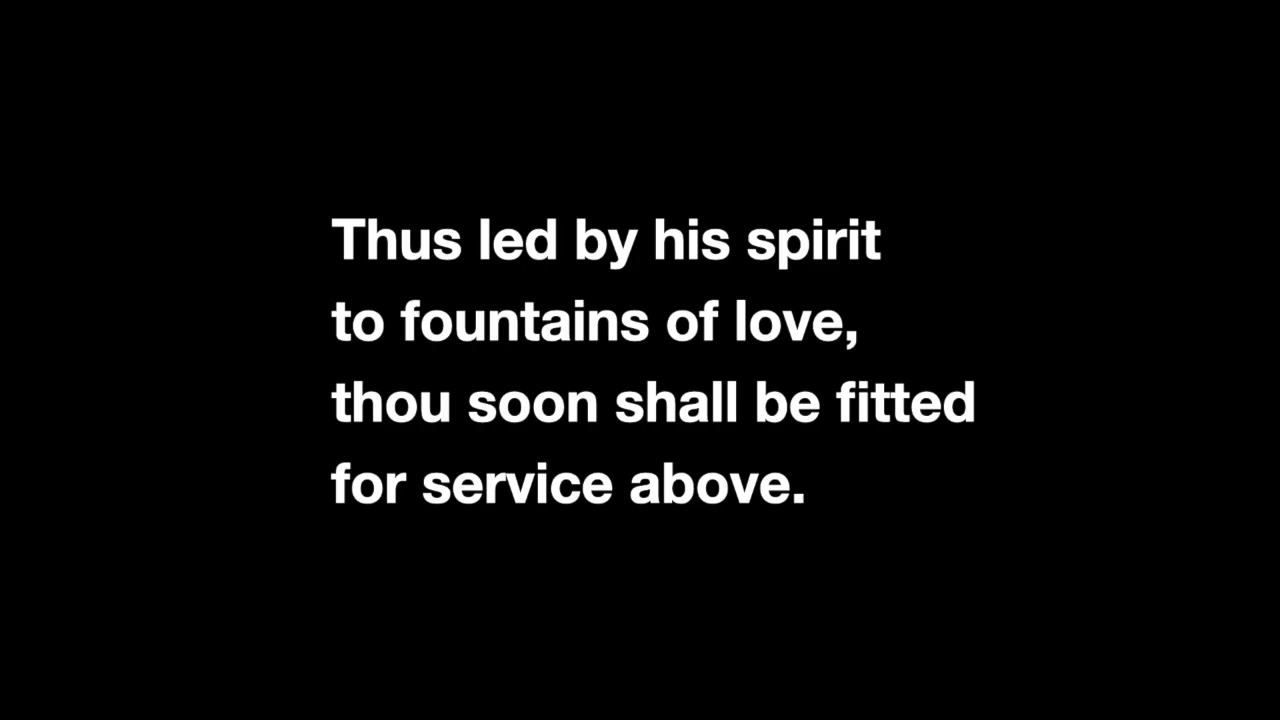 Thus led by his spirit
to fountains of love,
thou soon shall be fitted
for service above.